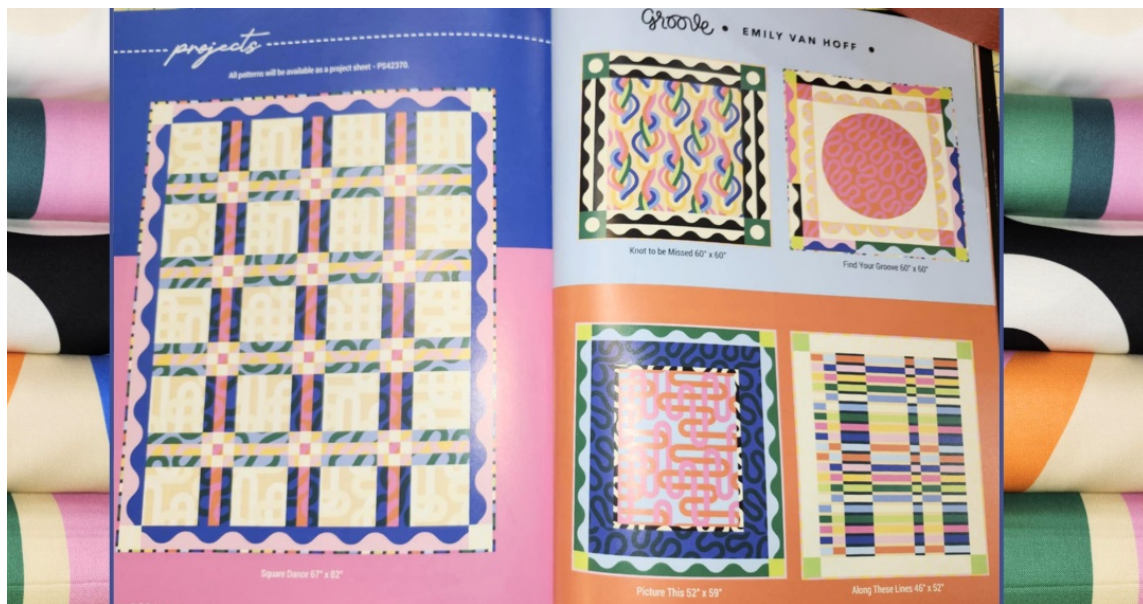 projects
All patterns will be available as a project sheet - PS42370.
Square Dance 67" x 82"
groove • EMILY VAN HOFF •
Knot to be Missed 60" x 60"
Find Your Groove 60" x 60"
Picture This 52" x 59"
Along These Lines 46" x 52"